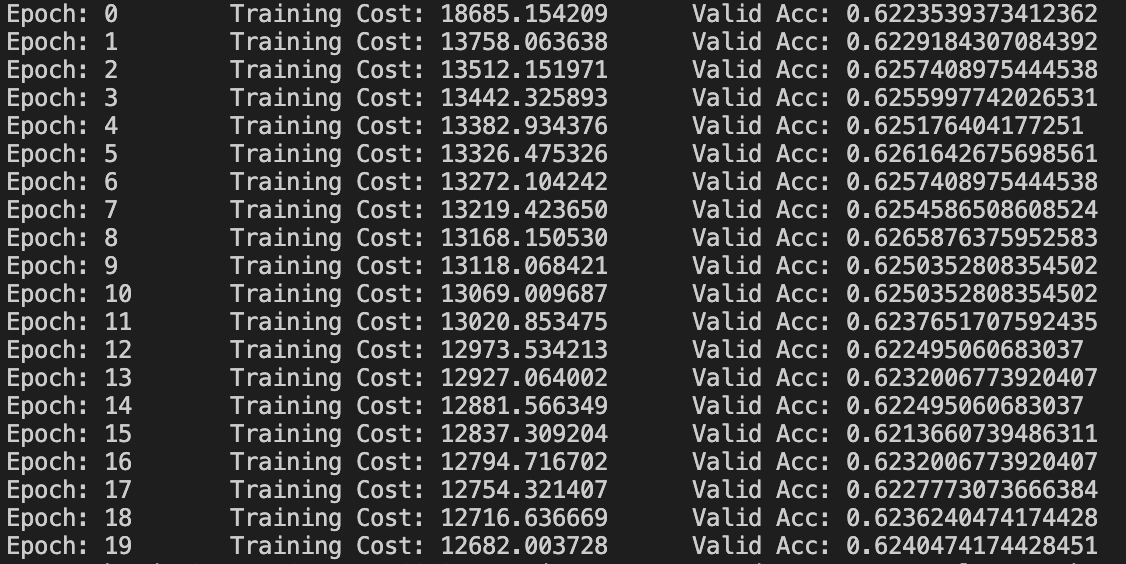 Epoch: 0 Training Cost: 18685.154209 Valid Acc: 0.6223539373412362
Epoch: 1 Training Cost: 13758.063638 Valid Acc: 0.6229184307084392
Epoch: 2 Training Cost: 13512.151971 Valid Acc: 0.6257408975444538
Epoch: 3 Training Cost: 13442.325893 Valid Acc: 0.6255997742026531
Epoch: 4 Training Cost: 13382.934376 Valid Acc: 0.625176404177251
Epoch: 5 Training Cost: 13326.475326 Valid Acc: 0.6261642675698561
Epoch: 6 Training Cost: 13272.104242 Valid Acc: 0.6257408975444538
Epoch: 7 Training Cost: 13219.423650 Valid Acc: 0.6254586508608524
Epoch: 8 Training Cost: 13168.150530 Valid Acc: 0.6265876375952583
Epoch: 9 Training Cost: 13118.068421 Valid Acc: 0.6250352808354502
Epoch: 10 Training Cost: 13069.009687 Valid Acc: 0.6250352808354502
Epoch: 11 Training Cost: 13020.853475 Valid Acc: 0.6237651707592435
Epoch: 12 Training Cost: 12973.534213 Valid Acc: 0.622495060683037
Epoch: 13 Training Cost: 12927.064002 Valid Acc: 0.6232006773920407
Epoch: 14 Training Cost: 12881.566349 Valid Acc: 0.622495060683037
Epoch: 15 Training Cost: 12837.309204 Valid Acc: 0.6213660739486311
Epoch: 16 Training Cost: 12794.716702 Valid Acc: 0.6232006773920407
Epoch: 17 Training Cost: 12754.321407 Valid Acc: 0.6227773073666384
Epoch: 18 Training Cost: 12716.636669 Valid Acc: 0.6236240474174428
Epoch: 19 Training Cost: 12682.003728 Valid Acc: 0.6240474174428451